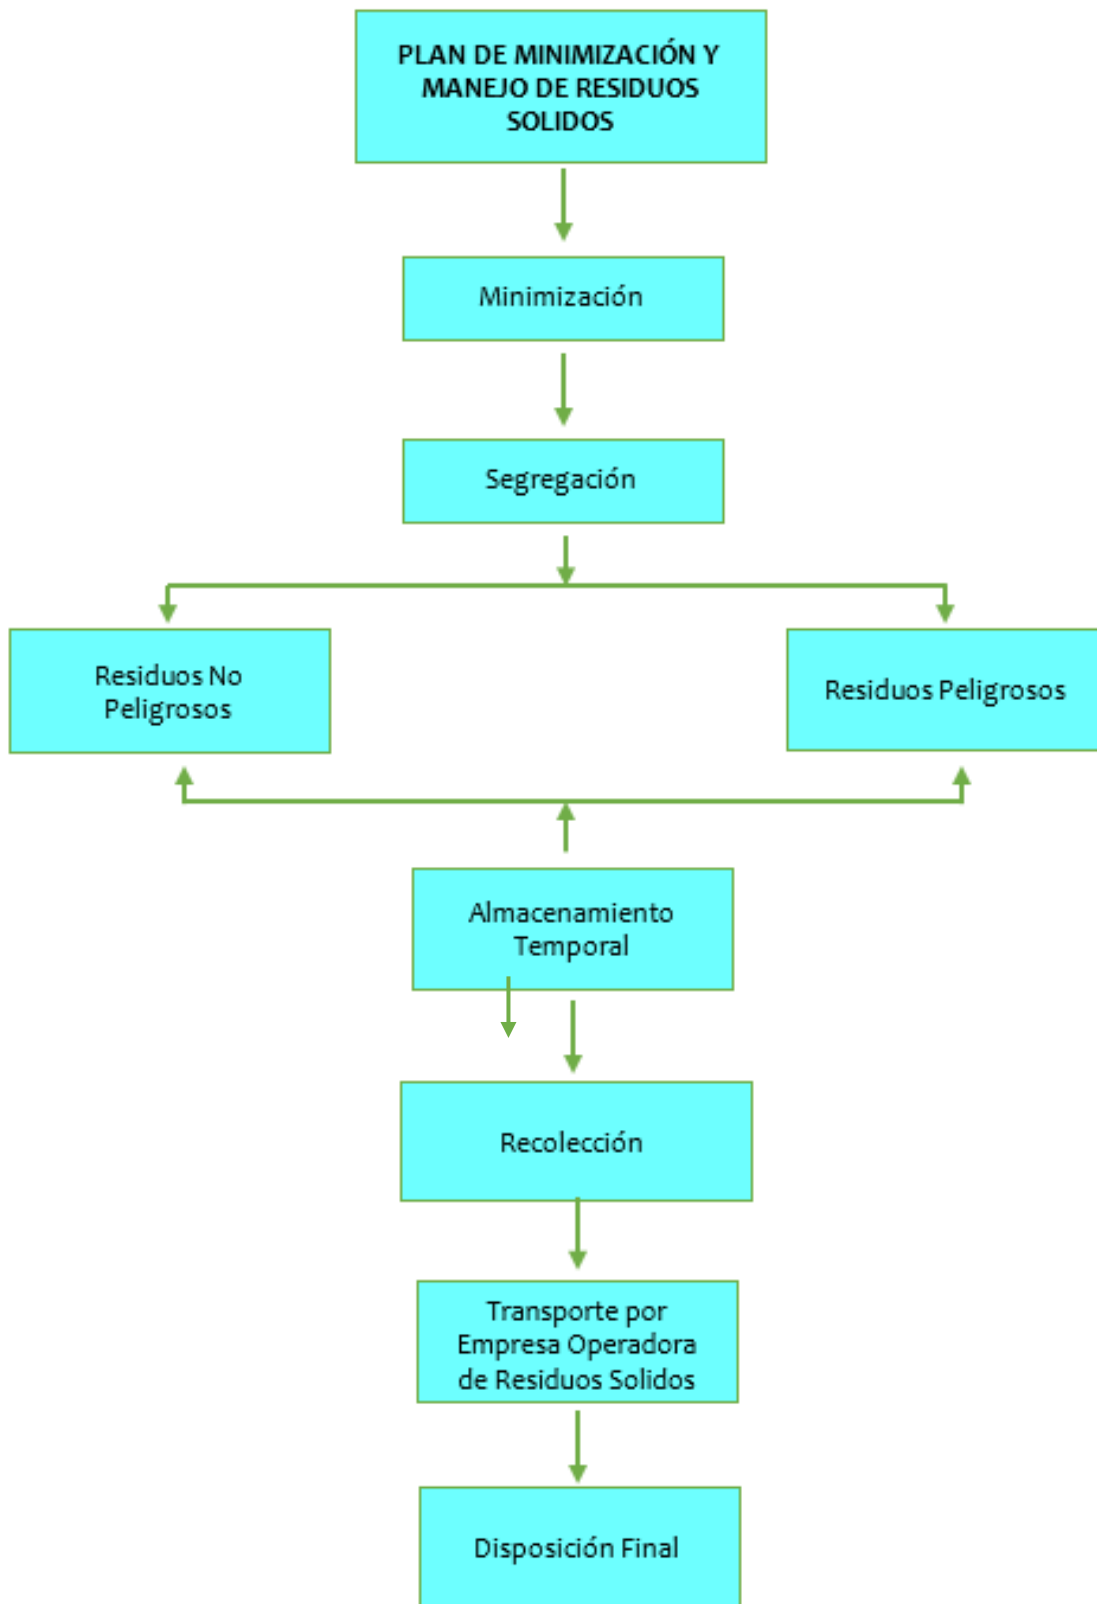 PLAN DE MINIMIZACIÓN Y
MANEJO DE RESIDUOS
SOLIDOS
Minimización
Segregación
Residuos No
Peligrosos
Residuos Peligrosos
Almacenamiento
Temporal
Recolección
Transporte por
Empresa Operadora
de Residuos Solidos
Disposición Final